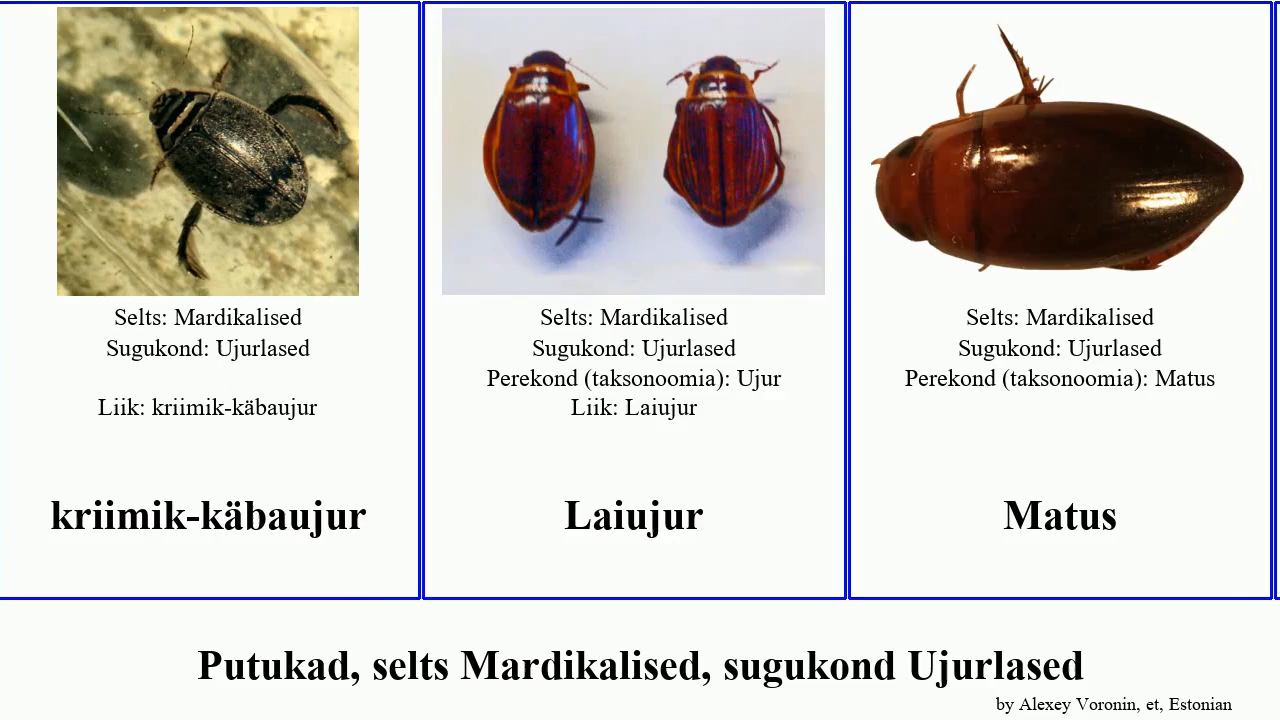 Selts: Mardikalised
Sugukond: Ujurlased
Liik: kriimik-käbaujur
kriimik-käbaujur
Selts: Mardikalised
Sugukond: Ujurlased
Perekond (taksonoomia): Ujur
Liik: Laiujur
Laiujur
Selts: Mardikalised
Sugukond: Ujurlased
Perekond (taksonoomia): Matus
Matus
Putukad, selts Mardikalised, sugukond Ujurlased
by Alexey Voronin, et, Estonian